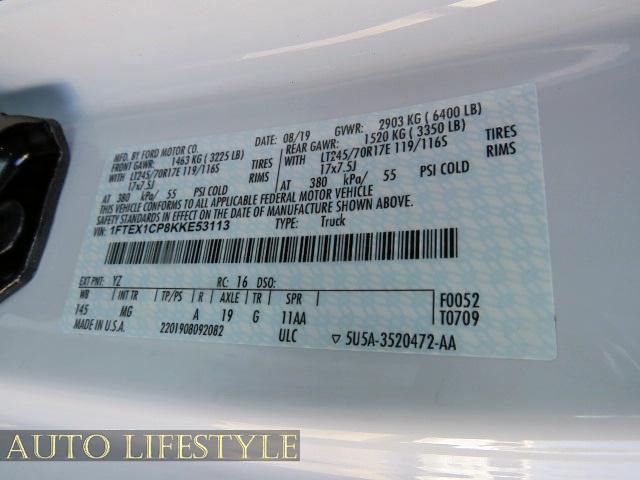 MFD. BY FORD MOTOR CO.
DATE: 08/19 GVWR: 2903 KG ( 6400 LB)
FRONT GAWR: 1463 KG ( 3225 LB) REAR GAWR: 1520 KG ( 3350 LB)
WITH LT245/70R17E 119/116S TIRES WITH LT245/70R17E 119/116S TIRES
17x7.5J RIMS 17x7.5J RIMS
AT 380 kPa/ 55 PSI COLD AT 380 kPa/ 55 PSI COLD
THIS VEHICLE CONFORMS TO ALL APPLICABLE FEDERAL MOTOR VEHICLE
SAFETY STANDARDS IN EFFECT ON THE DATE OF MANUFACTURE SHOWN ABOVE.
VIN: 1FTEX1CP8KKE53113 TYPE: Truck
EXT PNT: YZ RC: 16 DSO:
WB INT TR TP/PS R AXLE TR SPR F0052
145 MG A 19 G 11AA T0709
MADE IN U.S.A. 2201908092082 ULC ▽ 5U5A-3520472-AA
AUTO LIFESTYLE